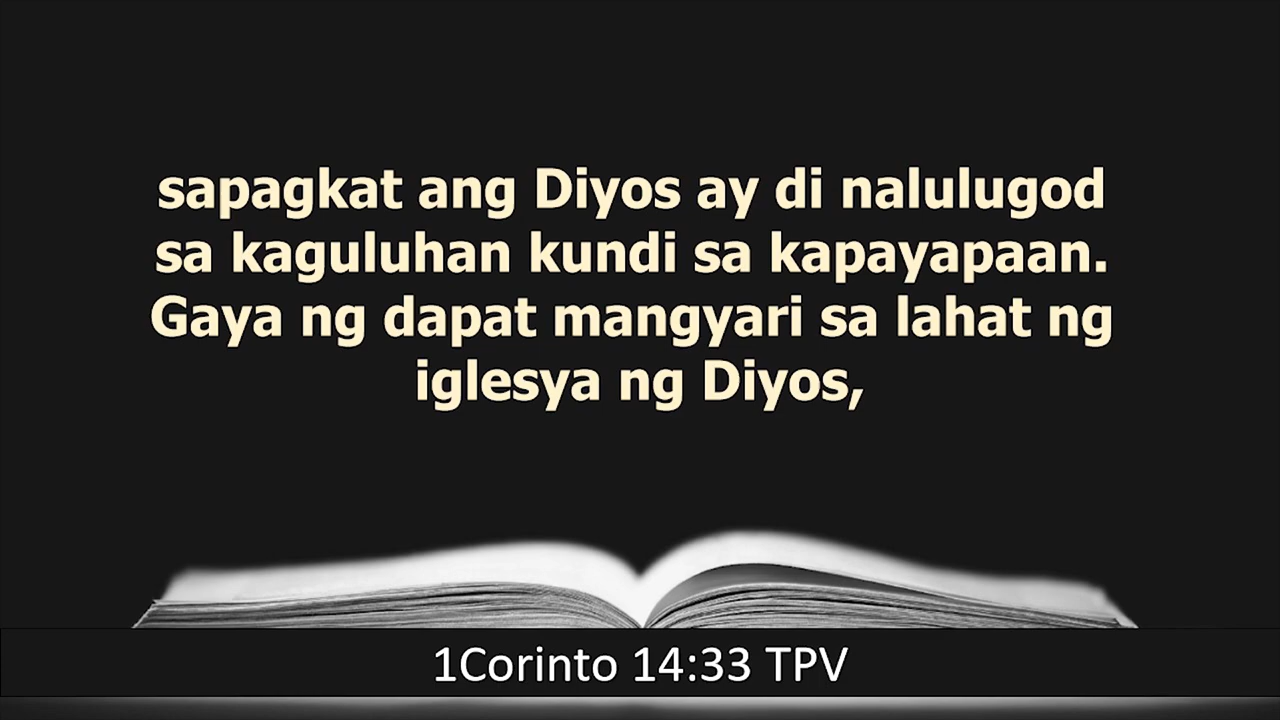 sapagkat ang Diyos ay di nalulugod
sa kaguluhan kundi sa kapayapaan.
Gaya ng dapat mangyari sa lahat ng
iglesya ng Diyos,
1Corinto 14:33 TPV